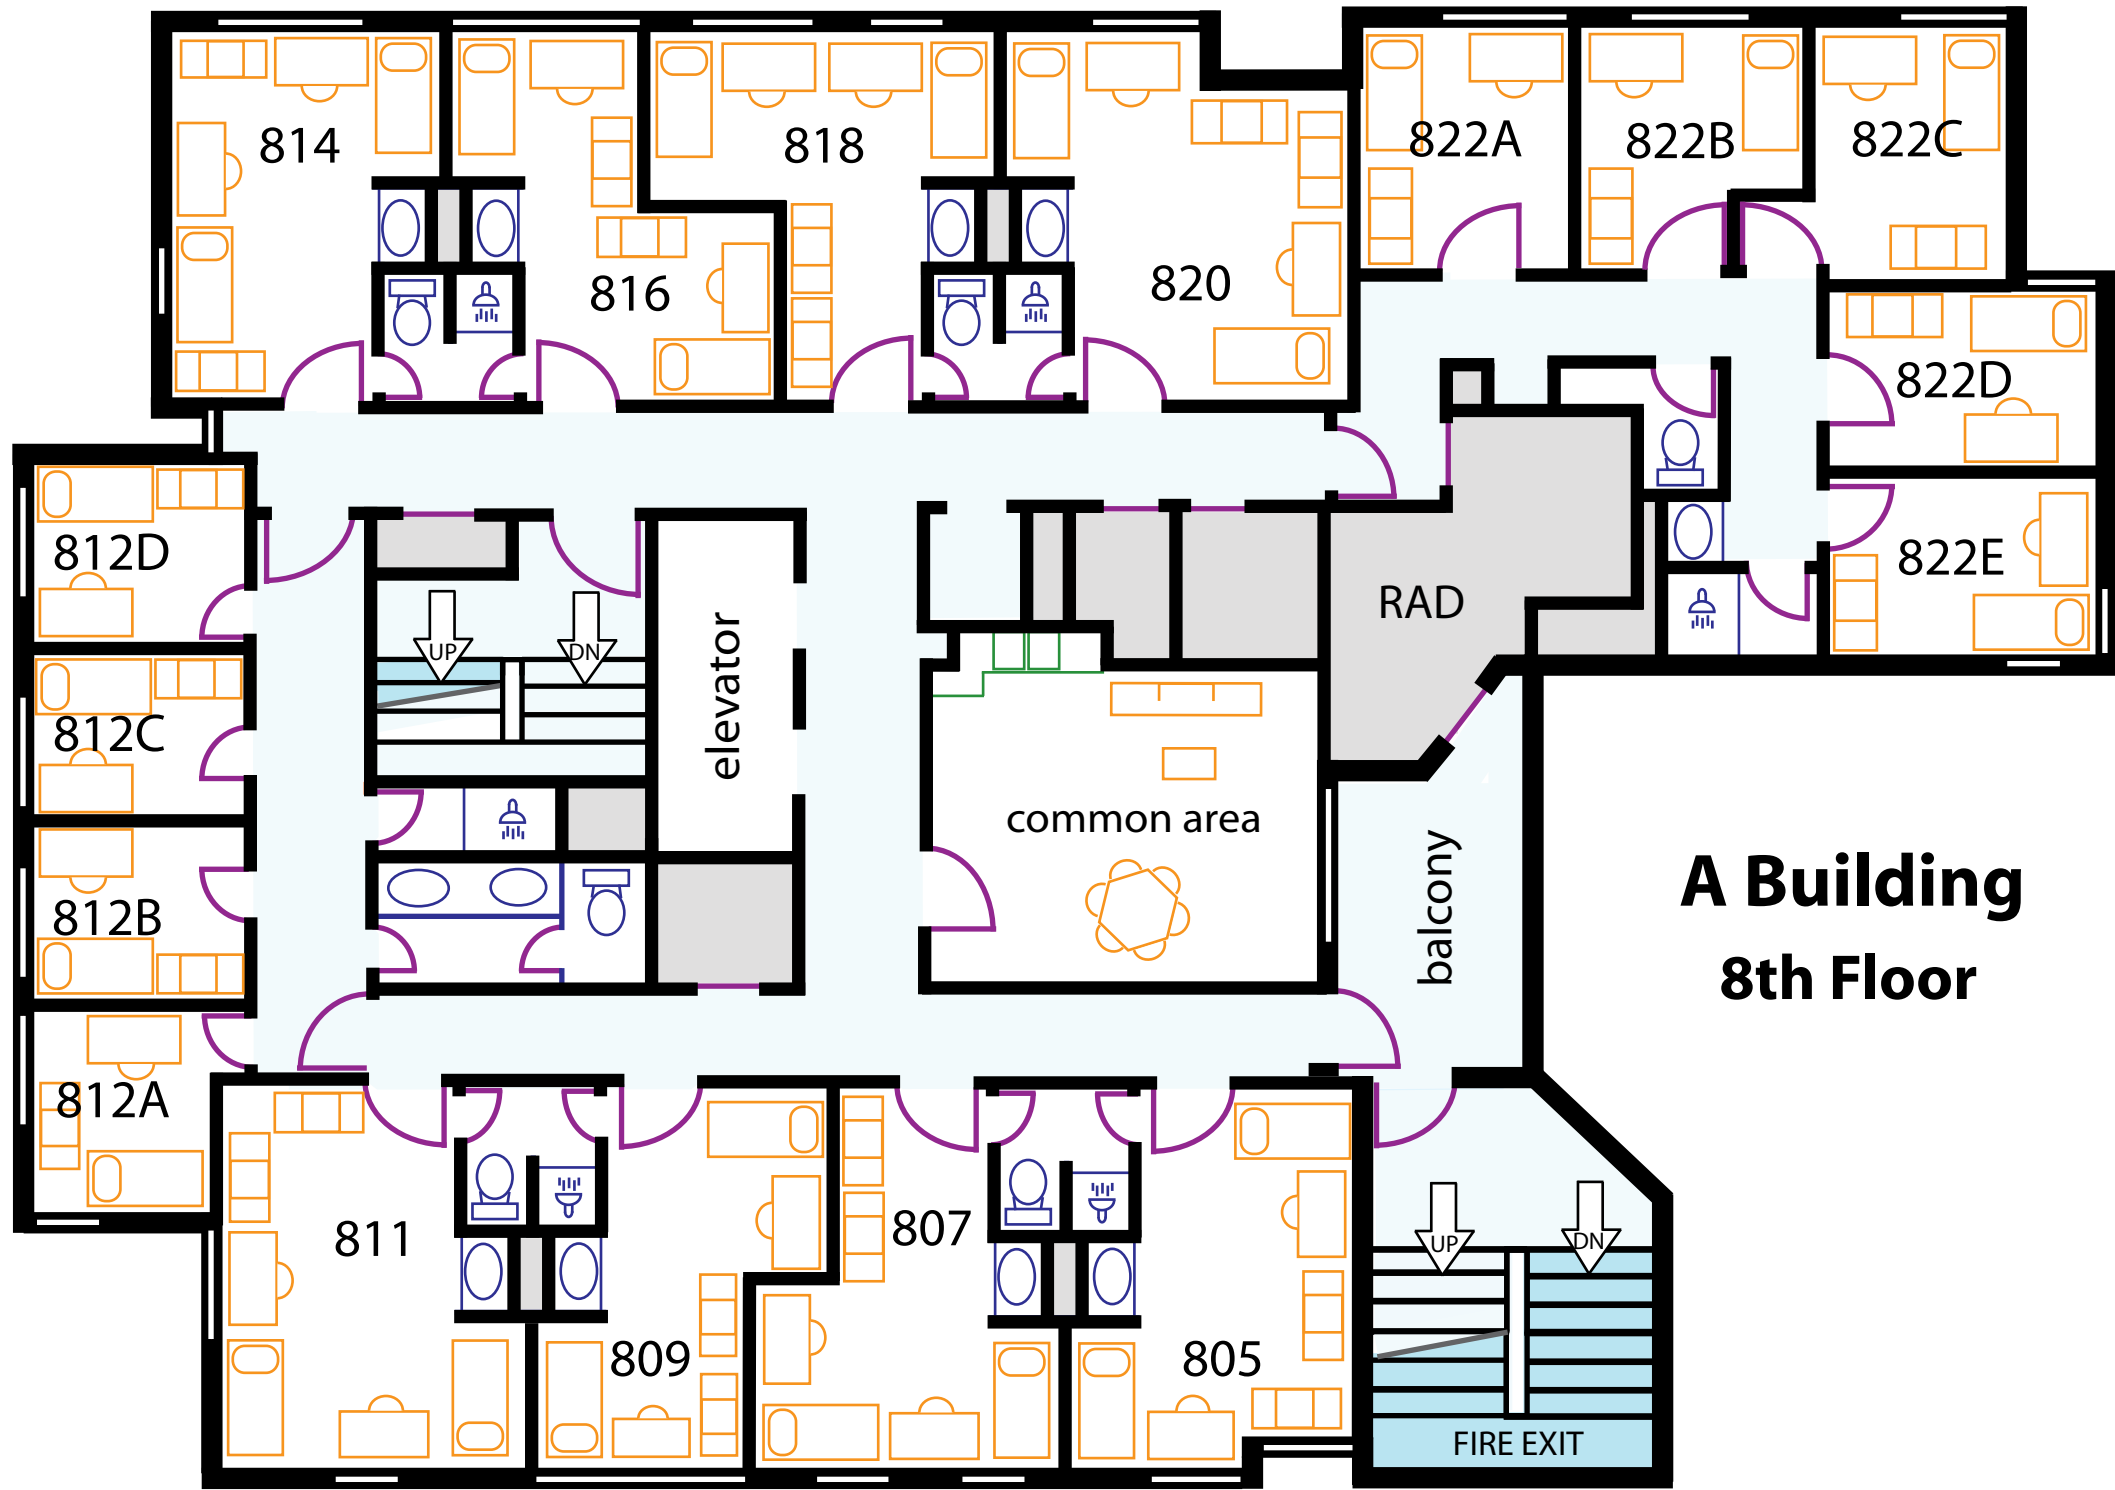 814
816
818
820
822A
822B
822C
822D
822E
812D
812C
812B
812A
UP
DN
elevator
RAD
common area
balcony
A Building
8th Floor
811
809
807
805
UP
DN
FIRE EXIT